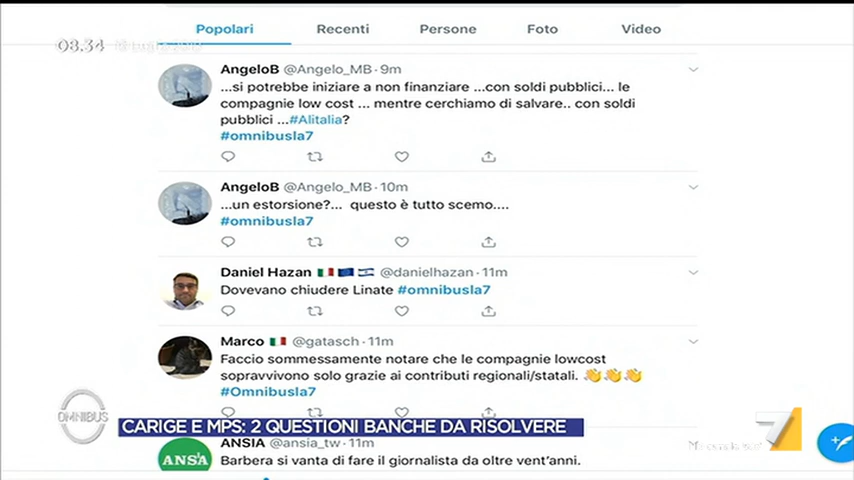 Popolari Recenti Persone Foto Video
08.34
AngeloB @Angelo_MB · 9m
...si potrebbe iniziare a non finanziare ...con soldi pubblici... le
compagnie low cost ... mentre cerchiamo di salvare.. con soldi
pubblici ...#Alitalia?
#omnibusla7
AngeloB @Angelo_MB · 10m
...un estorsione?... questo è tutto scemo....
#omnibusla7
Daniel Hazan @danielhazan · 11m
Dovevano chiudere Linate #omnibusla7
Marco @gatasch · 11m
Faccio sommessamente notare che le compagnie lowcost
sopravvivono solo grazie ai contributi regionali/statali. 👏👏👏
#Omnibusla7
OMNIBUS
CARIGE E MPS: 2 QUESTIONI BANCHE DA RISOLVERE
7
ANSIA @ansia_tw · 11m
ANSIA
Barbera si vanta di fare il giornalista da oltre vent'anni.